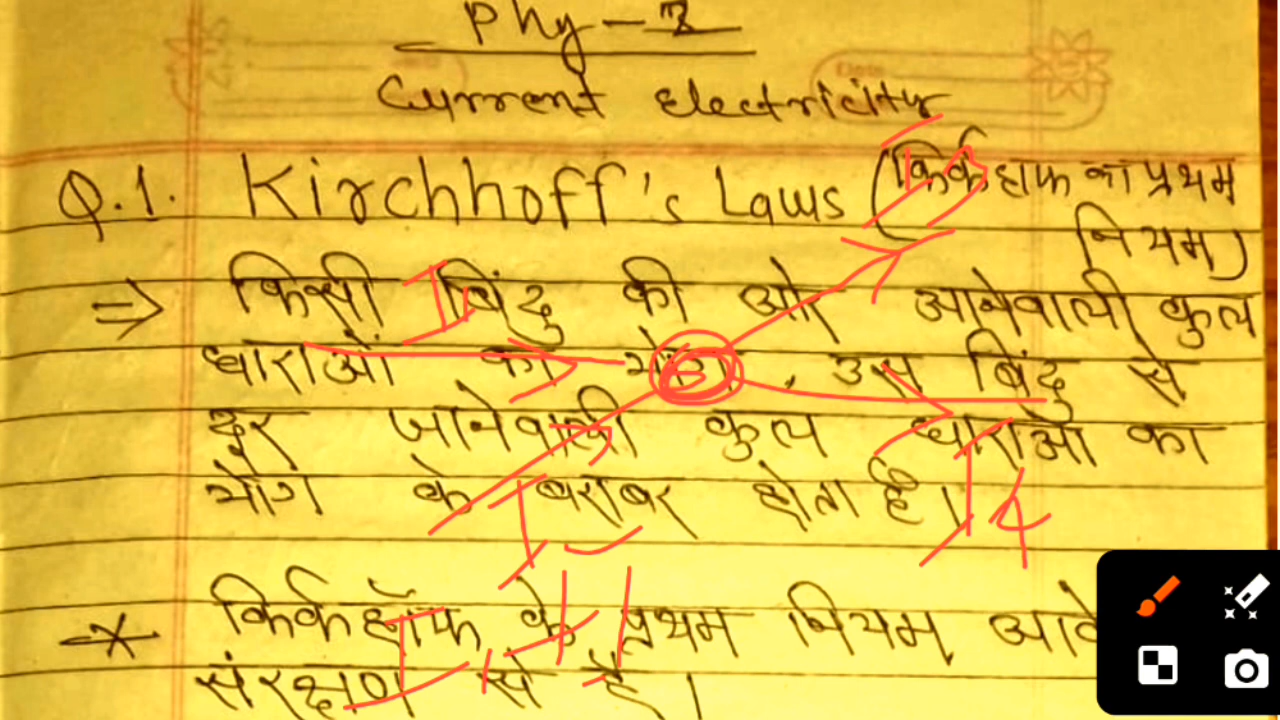 Phy-2
Current Electricity
Q.1. Kirchhoff's Laws (किर्कहाफ का प्रथम
नियम)
⇒ किसी बिंदु की ओर आनेवाली कुल
धाराओं का योग, उस बिंदु से
दूर जानेवाली कुल धाराओं का
योग के बराबर होता है।
* किर्कहॉफ के प्रथम नियम
संरक्षण से है।